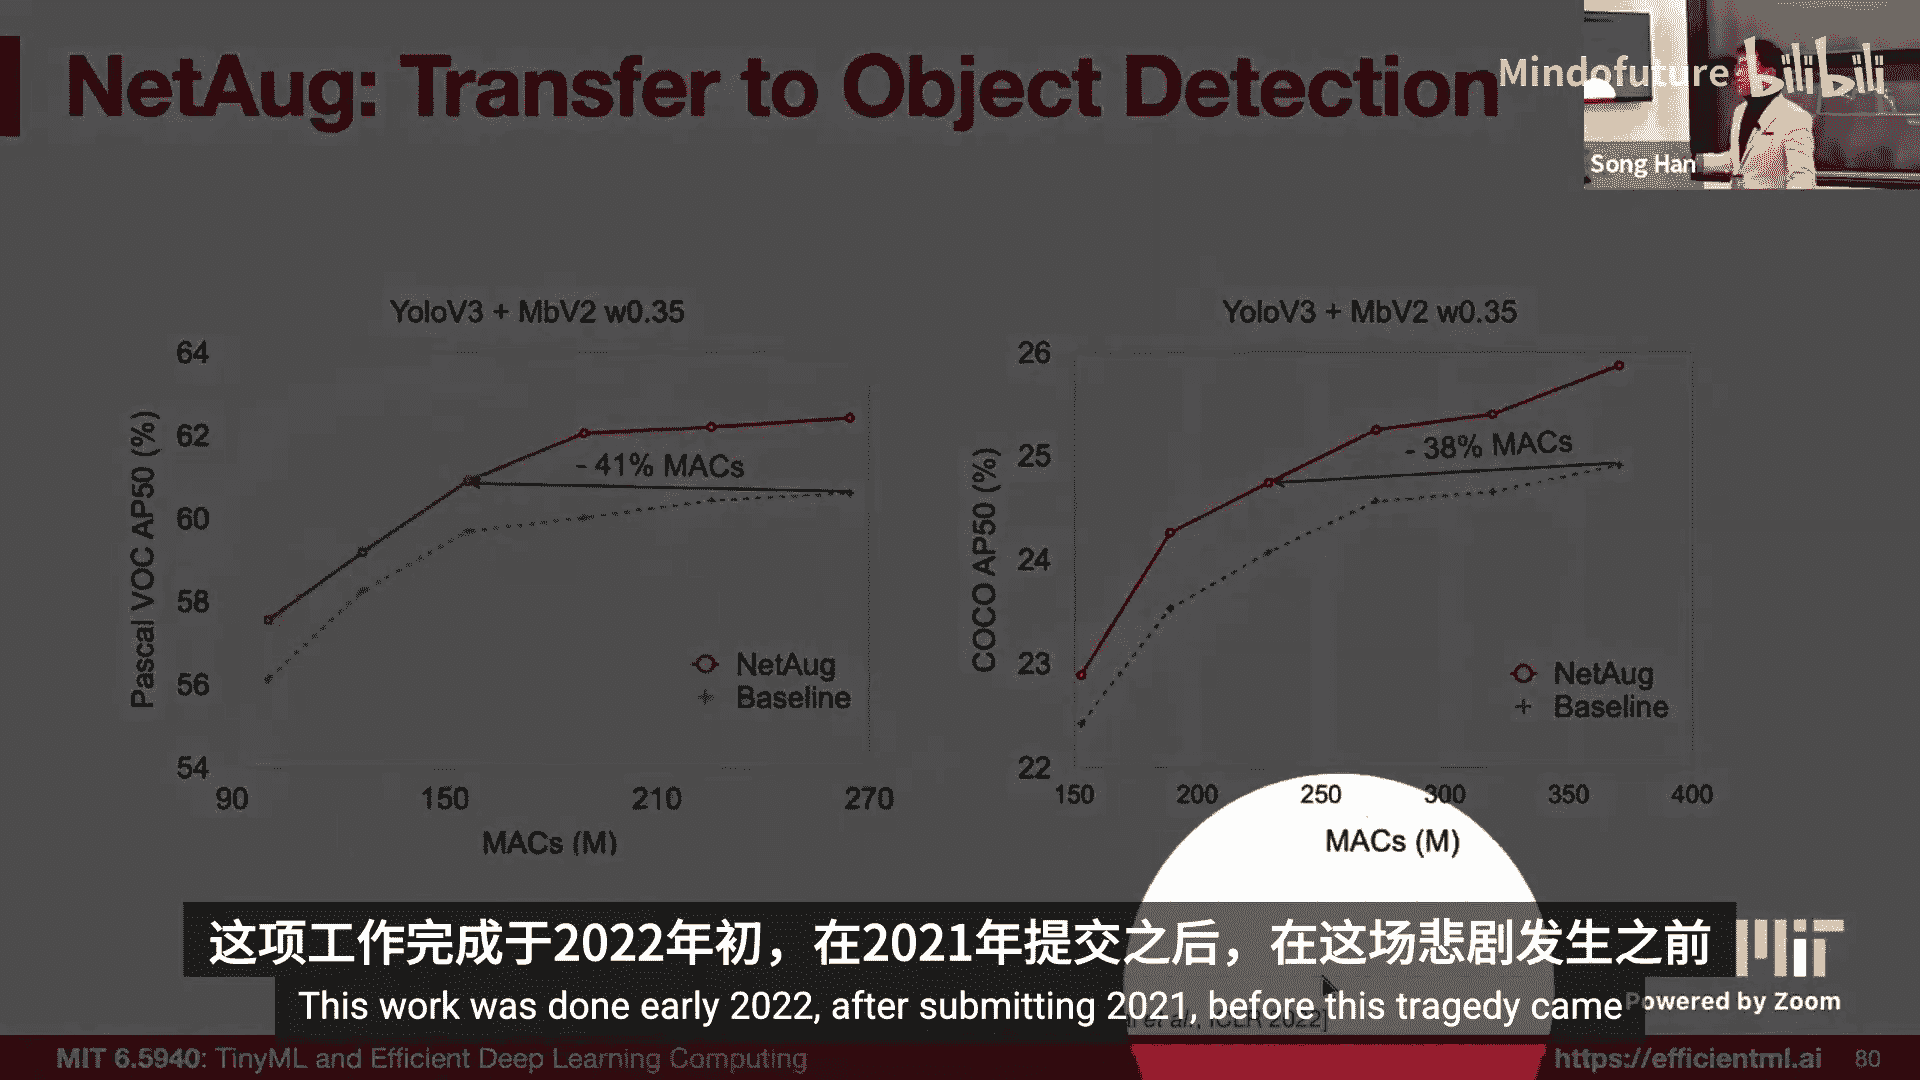 NetAug: Transfer to Object Detection
Mindofuture
bilibili
Song Han
YoloV3 + MbV2 w0.35
64
62
60
58
56
54
Pascal VOC AP50 (%)
- 41% MACs
NetAug
Baseline
90 150 210 270
MACs (M)
YoloV3 + MbV2 w0.35
26
25
24
23
22
COCO AP50 (%)
- 38% MACs
NetAug
Baseline
150 200 250 300 350 400
MACs (M)
这项工作完成于2022年初，在2021年提交之后，在这场悲剧发生之前
This work was done early 2022, after submitting 2021, before this tragedy came
MIT
Powered by Zoom
et al., ICLR 2022]
MIT 6.5940: TinyML and Efficient Deep Learning Computing
https://efficientml.ai
80